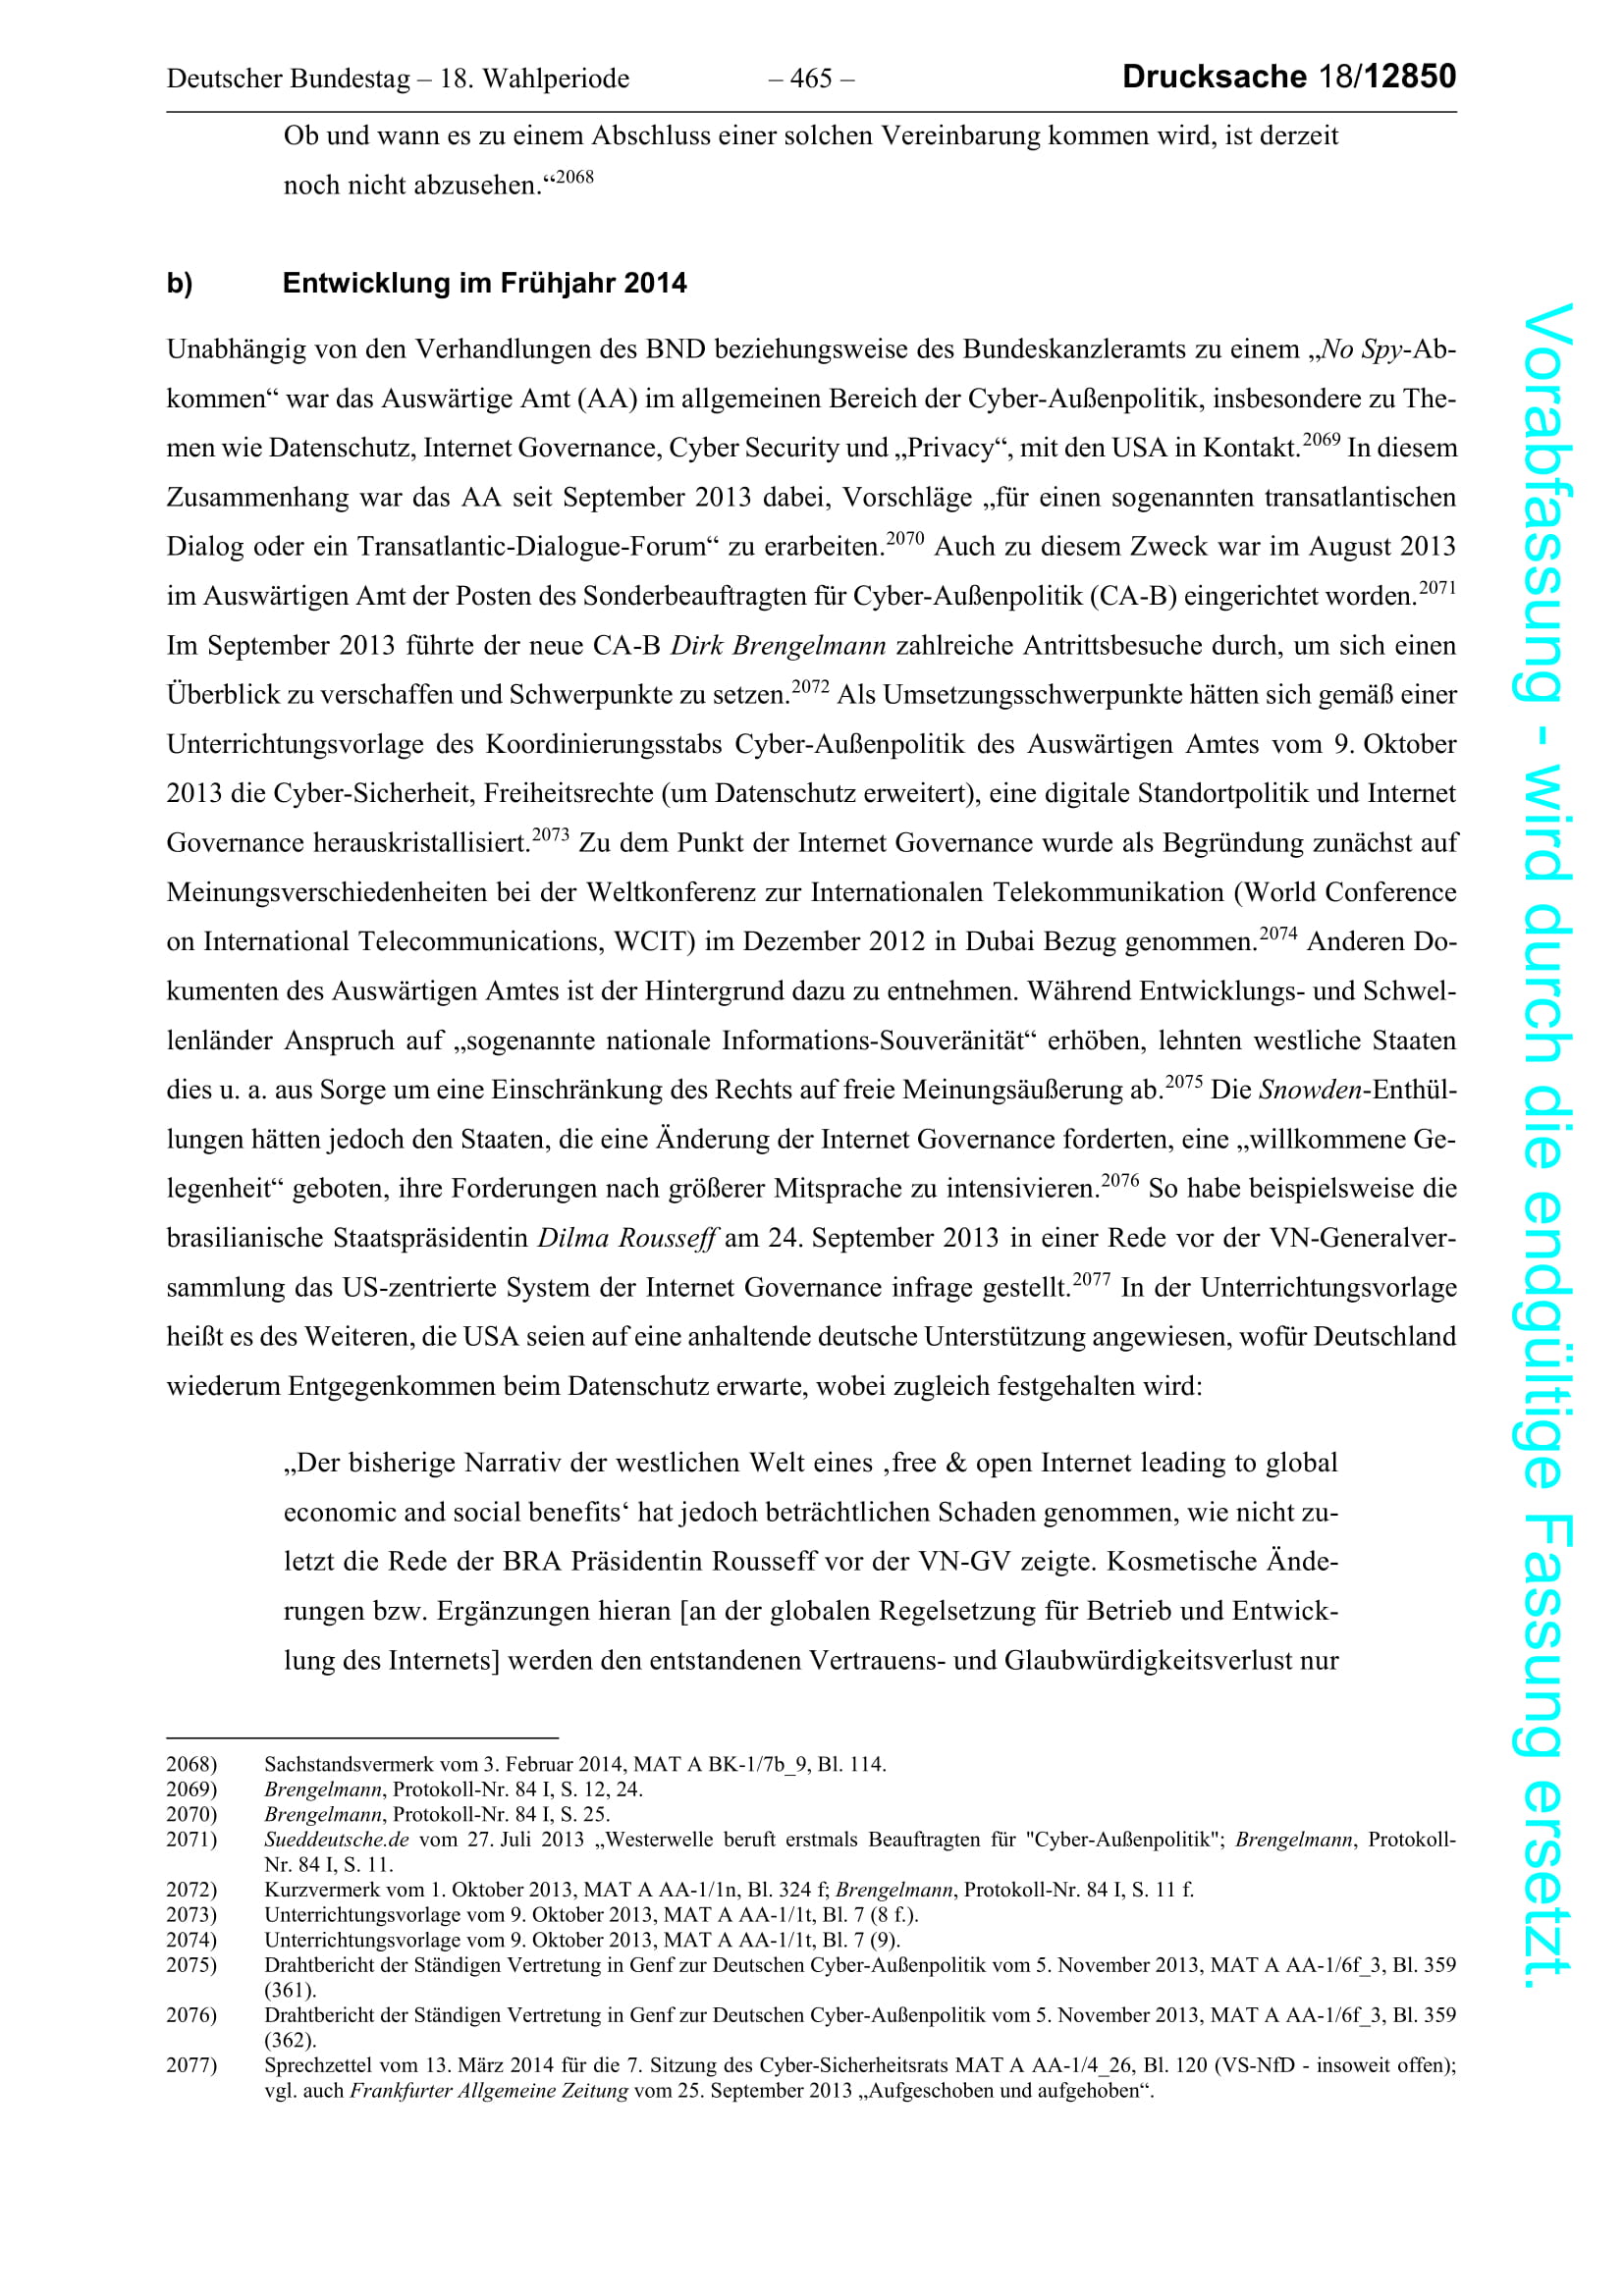 Deutscher Bundestag – 18. Wahlperiode – 465 – Drucksache 18/12850
Ob und wann es zu einem Abschluss einer solchen Vereinbarung kommen wird, ist derzeit
noch nicht abzusehen.“2068
b) Entwicklung im Frühjahr 2014
Unabhängig von den Verhandlungen des BND beziehungsweise des Bundeskanzleramts zu einem „No Spy-Ab-
kommen“ war das Auswärtige Amt (AA) im allgemeinen Bereich der Cyber-Außenpolitik, insbesondere zu The-
men wie Datenschutz, Internet Governance, Cyber Security und „Privacy“, mit den USA in Kontakt.2069 In diesem
Zusammenhang war das AA seit September 2013 dabei, Vorschläge „für einen sogenannten transatlantischen
Dialog oder ein Transatlantic-Dialogue-Forum“ zu erarbeiten.2070 Auch zu diesem Zweck war im August 2013
im Auswärtigen Amt der Posten des Sonderbeauftragten für Cyber-Außenpolitik (CA-B) eingerichtet worden.2071
Im September 2013 führte der neue CA-B Dirk Brengelmann zahlreiche Antrittsbesuche durch, um sich einen
Überblick zu verschaffen und Schwerpunkte zu setzen.2072 Als Umsetzungsschwerpunkte hätten sich gemäß einer
Unterrichtungsvorlage des Koordinierungsstabs Cyber-Außenpolitik des Auswärtigen Amtes vom 9. Oktober
2013 die Cyber-Sicherheit, Freiheitsrechte (um Datenschutz erweitert), eine digitale Standortpolitik und Internet
Governance herauskristallisiert.2073 Zu dem Punkt der Internet Governance wurde als Begründung zunächst auf
Meinungsverschiedenheiten bei der Weltkonferenz zur Internationalen Telekommunikation (World Conference
on International Telecommunications, WCIT) im Dezember 2012 in Dubai Bezug genommen.2074 Anderen Do-
kumenten des Auswärtigen Amtes ist der Hintergrund dazu zu entnehmen. Während Entwicklungs- und Schwel-
lenländer Anspruch auf „sogenannte nationale Informations-Souveränität“ erhöben, lehnten westliche Staaten
dies u. a. aus Sorge um eine Einschränkung des Rechts auf freie Meinungsäußerung ab.2075 Die Snowden-Enthül-
lungen hätten jedoch den Staaten, die eine Änderung der Internet Governance forderten, eine „willkommene Ge-
legenheit“ geboten, ihre Forderungen nach größerer Mitsprache zu intensivieren.2076 So habe beispielsweise die
brasilianische Staatspräsidentin Dilma Rousseff am 24. September 2013 in einer Rede vor der VN-Generalver-
sammlung das US-zentrierte System der Internet Governance infrage gestellt.2077 In der Unterrichtungsvorlage
heißt es des Weiteren, die USA seien auf eine anhaltende deutsche Unterstützung angewiesen, wofür Deutschland
wiederum Entgegenkommen beim Datenschutz erwarte, wobei zugleich festgehalten wird:
„Der bisherige Narrativ der westlichen Welt eines ‚free & open Internet leading to global
economic and social benefits‘ hat jedoch beträchtlichen Schaden genommen, wie nicht zu-
letzt die Rede der BRA Präsidentin Rousseff vor der VN-GV zeigte. Kosmetische Ände-
rungen bzw. Ergänzungen hieran [an der globalen Regelsetzung für Betrieb und Entwick-
lung des Internets] werden den entstandenen Vertrauens- und Glaubwürdigkeitsverlust nur
2068) Sachstandsvermerk vom 3. Februar 2014, MAT A BK-1/7b_9, Bl. 114.
2069) Brengelmann, Protokoll-Nr. 84 I, S. 12, 24.
2070) Brengelmann, Protokoll-Nr. 84 I, S. 25.
2071) Sueddeutsche.de vom 27. Juli 2013 „Westerwelle beruft erstmals Beauftragten für "Cyber-Außenpolitik"; Brengelmann, Protokoll-
Nr. 84 I, S. 11.
2072) Kurzvermerk vom 1. Oktober 2013, MAT A AA-1/1n, Bl. 324 f; Brengelmann, Protokoll-Nr. 84 I, S. 11 f.
2073) Unterrichtungsvorlage vom 9. Oktober 2013, MAT A AA-1/1t, Bl. 7 (8 f.).
2074) Unterrichtungsvorlage vom 9. Oktober 2013, MAT A AA-1/1t, Bl. 7 (9).
2075) Drahtbericht der Ständigen Vertretung in Genf zur Deutschen Cyber-Außenpolitik vom 5. November 2013, MAT A AA-1/6f_3, Bl. 359
(361).
2076) Drahtbericht der Ständigen Vertretung in Genf zur Deutschen Cyber-Außenpolitik vom 5. November 2013, MAT A AA-1/6f_3, Bl. 359
(362).
2077) Sprechzettel vom 13. März 2014 für die 7. Sitzung des Cyber-Sicherheitsrats MAT A AA-1/4_26, Bl. 120 (VS-NfD - insoweit offen);
vgl. auch Frankfurter Allgemeine Zeitung vom 25. September 2013 „Aufgeschoben und aufgehoben“.
Vorabfassung - wird durch die endgültige Fassung ersetzt.